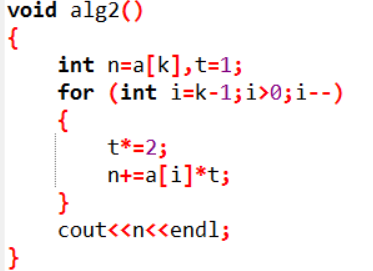 void alg2()
{
    int n=a[k],t=1;
    for (int i=k-1;i>0;i--)
    {
        t*=2;
        n+=a[i]*t;
    }
    cout<<n<<endl;
}